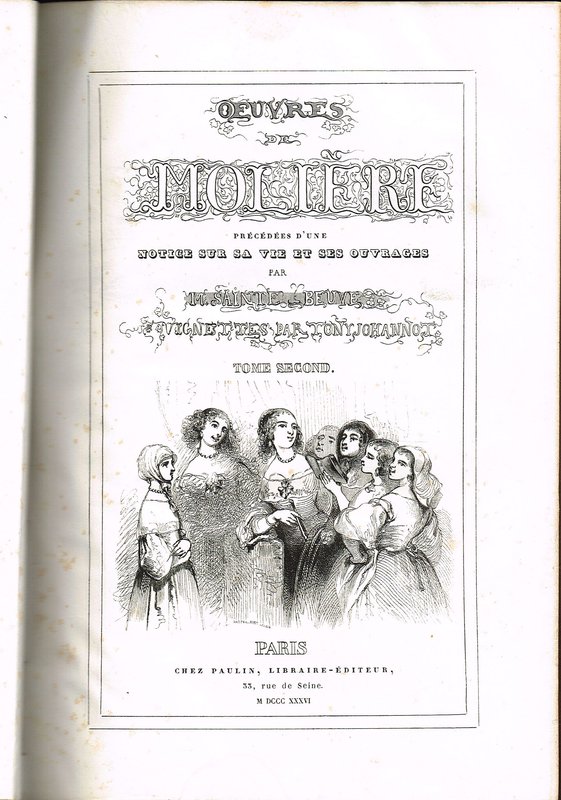 OEUVRES
DE
MOLIÈRE
PRÉCÉDÉES D'UNE
NOTICE SUR SA VIE ET SES OUVRAGES
PAR
M. SAINTE-BEUVE
VIGNETTES PAR TONY JOHANNOT
TOME SECOND.
PARIS
CHEZ PAULIN, LIBRAIRE-ÉDITEUR,
33, rue de Seine.
M DCCC XXXVI